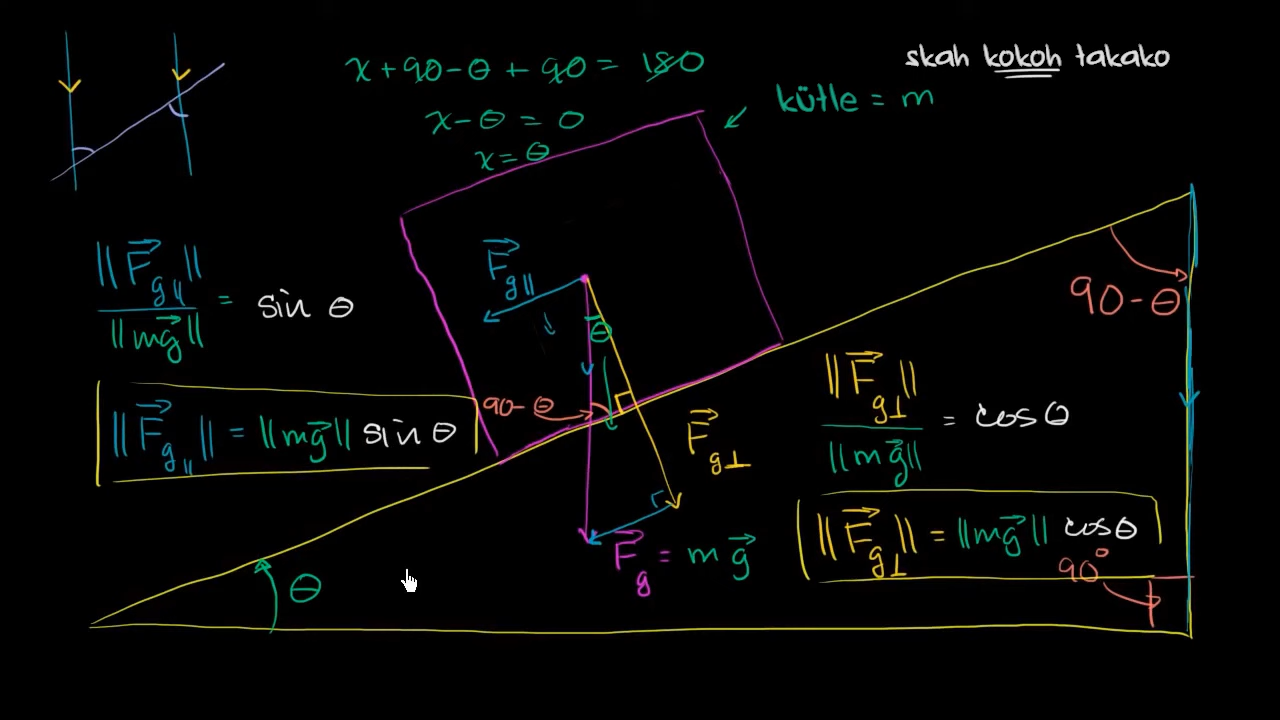 x + 90 - θ + 90 = 180
x - θ = 0
x = θ
skah kokoh takako
kütle = m
||F⃗g∥|| / ||mg⃗|| = sin θ
||F⃗g∥|| = ||mg⃗|| sin θ
F⃗g∥
θ
90 - θ
F⃗g⊥
F⃗g = mg⃗
90 - θ
||F⃗g⊥|| / ||mg⃗|| = cos θ
||F⃗g⊥|| = ||mg⃗|| cos θ
90°
θ